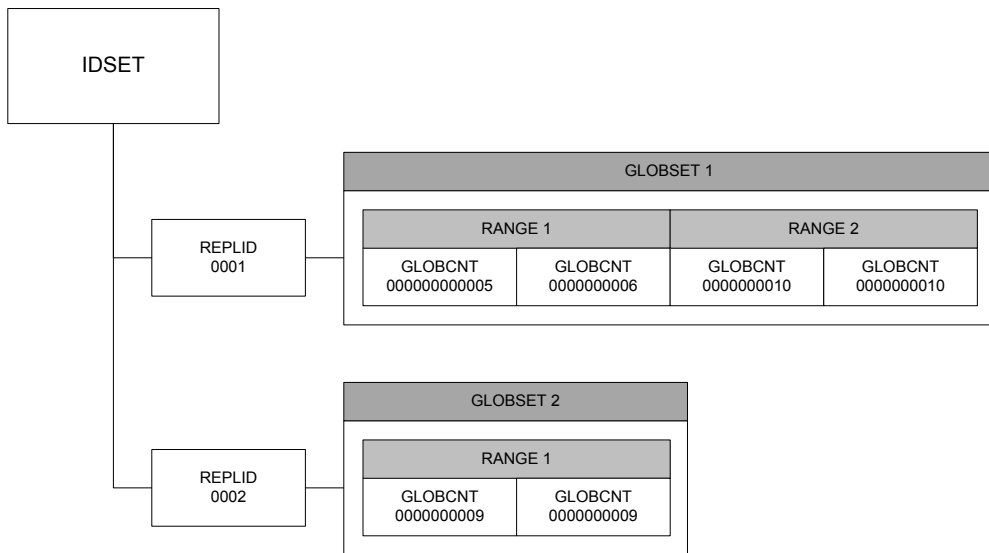 IDSET
GLOBSET 1
RANGE 1
RANGE 2
REPLID
0001
GLOBCNT
000000000005
GLOBCNT
0000000006
GLOBCNT
0000000010
GLOBCNT
0000000010
GLOBSET 2
RANGE 1
REPLID
0002
GLOBCNT
0000000009
GLOBCNT
0000000009